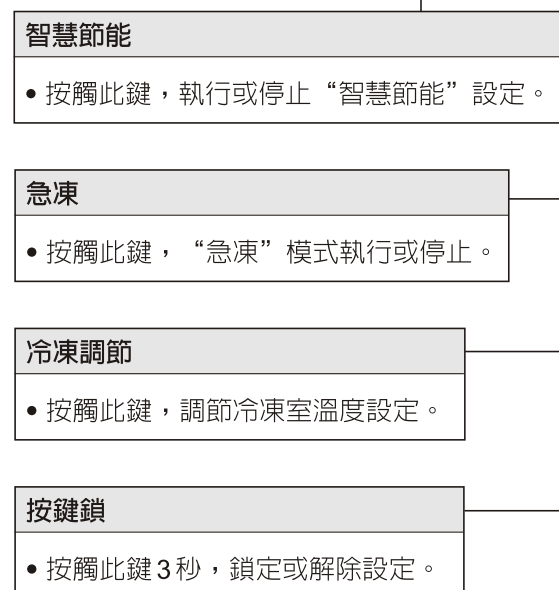 智慧節能
•按觸此鍵，執行或停止“智慧節能”設定。
急凍
•按觸此鍵，“急凍”模式執行或停止。
冷凍調節
•按觸此鍵，調節冷凍室溫度設定。
按鍵鎖
•按觸此鍵3秒，鎖定或解除設定。